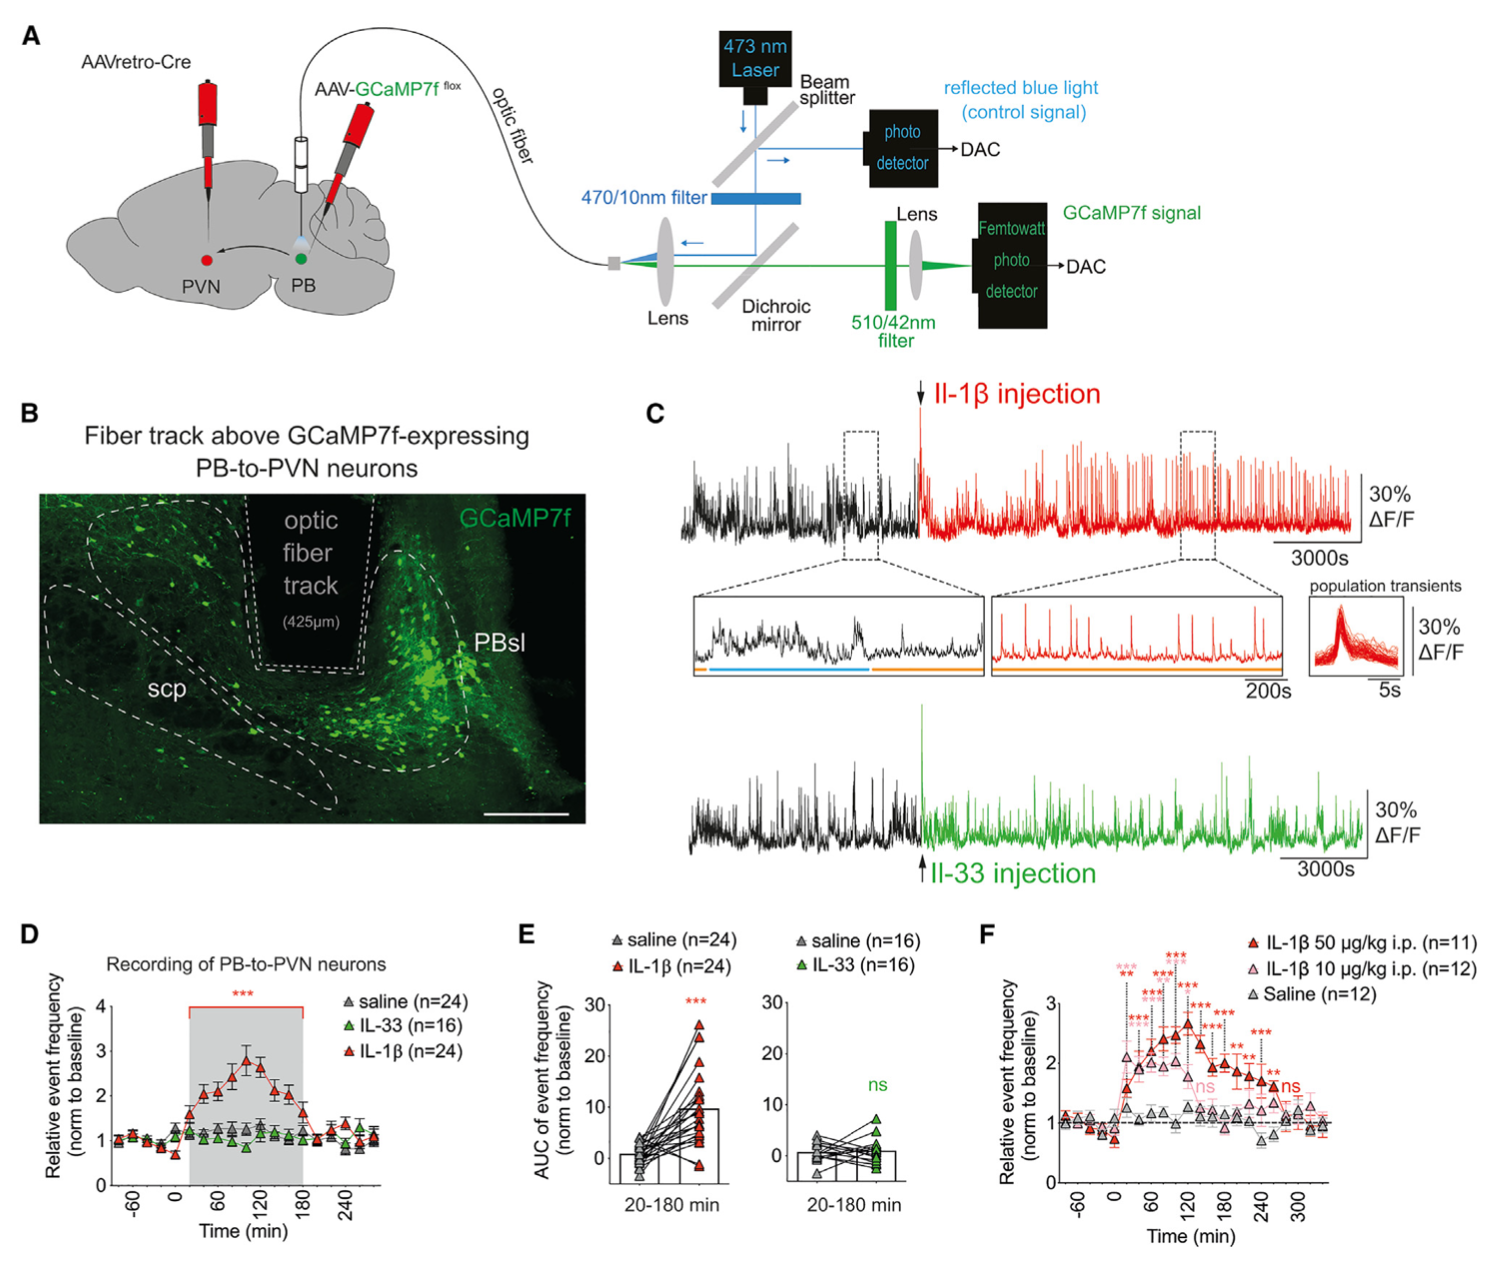 A
AAVretro-Cre
AAV-GCaMP7f flox
optic fiber
PVN
PB
473 nm
Laser
Beam
splitter
reflected blue light
(control signal)
photo
detector
DAC
470/10nm filter
Lens
Dichroic
mirror
Lens
510/42nm
filter
GCaMP7f signal
Femtowatt
photo
detector
DAC
B
Fiber track above GCaMP7f-expressing
PB-to-PVN neurons
optic
fiber
track
(425µm)
GCaMP7f
PBsl
scp
C
Il-1β injection
30%
ΔF/F
3000s
population transients
30%
ΔF/F
200s
5s
30%
ΔF/F
3000s
Il-33 injection
D
Recording of PB-to-PVN neurons
Relative event frequency
(norm to baseline)
***
saline (n=24)
IL-33 (n=16)
IL-1β (n=24)
4
3
2
1
0
-60
0
60
120
180
240
Time (min)
E
saline (n=24)
IL-1β (n=24)
saline (n=16)
IL-33 (n=16)
AUC of event frequency
(norm to baseline)
30
20
10
0
***
20-180 min
30
20
10
0
ns
20-180 min
F
IL-1β 50 µg/kg i.p. (n=11)
IL-1β 10 µg/kg i.p. (n=12)
Saline (n=12)
Relative event frequency
(norm to baseline)
3
2
1
0
***
**
***
***
***
***
***
**
***
***
***
*
***
***
***
**
**
***
**
ns
ns
-60
0
60
120
180
240
300
Time (min)